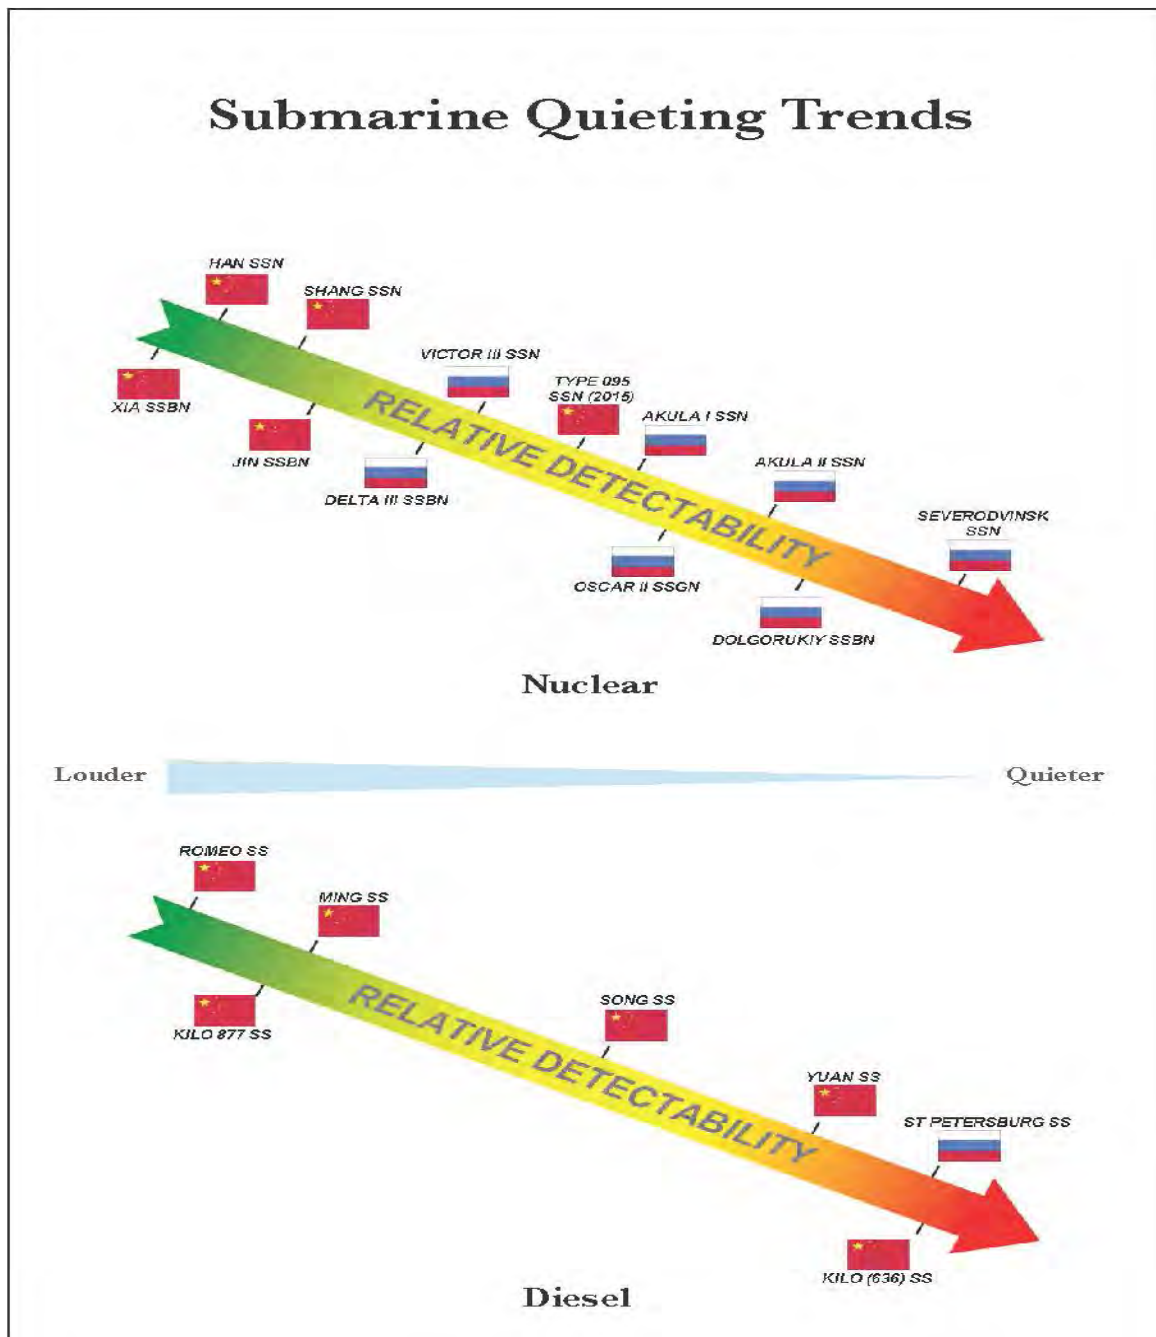 Submarine Quieting Trends
HAN SSN
SHANG SSN
XIA SSBN
JIN SSBN
VICTOR III SSN
DELTA III SSBN
TYPE 095
SSN (2015)
AKULA I SSN
AKULA II SSN
SEVERODVINSK
SSN
OSCAR II SSGN
DOLGORUKIY SSBN
RELATIVE DETECTABILITY
Nuclear
Louder
Quieter
ROMEO SS
MING SS
KILO 877 SS
SONG SS
YUAN SS
ST PETERSBURG SS
KILO (636) SS
RELATIVE DETECTABILITY
Diesel